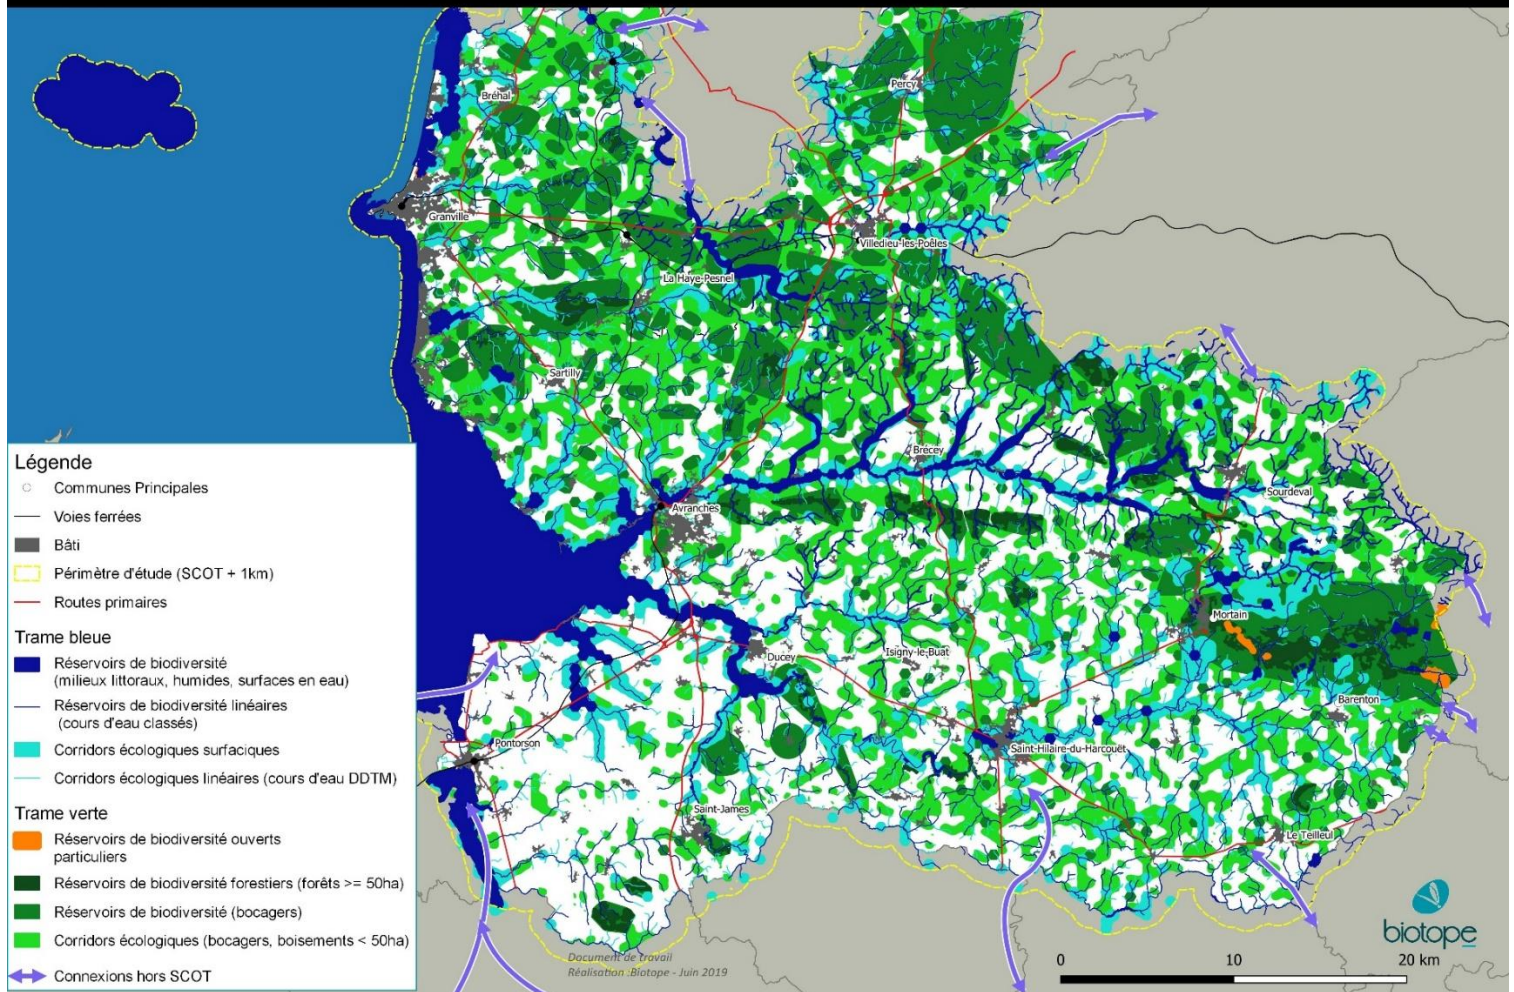 Bréhal
Percy
Granville
Villedieu-les-Poêles
La Haye-Pesnel
Sartilly
Brécey
Sourdeval
Avranches
Mortain
Ducey
Isigny-le-Buat
Barenton
Pontorson
Saint-Hilaire-du-Harcouët
Saint-James
Le Teilleul
Légende
Communes Principales
Voies ferrées
Bâti
Périmètre d'étude (SCOT + 1km)
Routes primaires
Trame bleue
Réservoirs de biodiversité
(milieux littoraux, humides, surfaces en eau)
Réservoirs de biodiversité linéaires
(cours d'eau classés)
Corridors écologiques surfaciques
Corridors écologiques linéaires (cours d'eau DDTM)
Trame verte
Réservoirs de biodiversité ouverts
particuliers
Réservoirs de biodiversité forestiers (forêts >= 50ha)
Réservoirs de biodiversité (bocagers)
Corridors écologiques (bocagers, boisements < 50ha)
Connexions hors SCOT
Document de travail
Réalisation :Biotope - Juin 2019
biotope
0 10 20 km